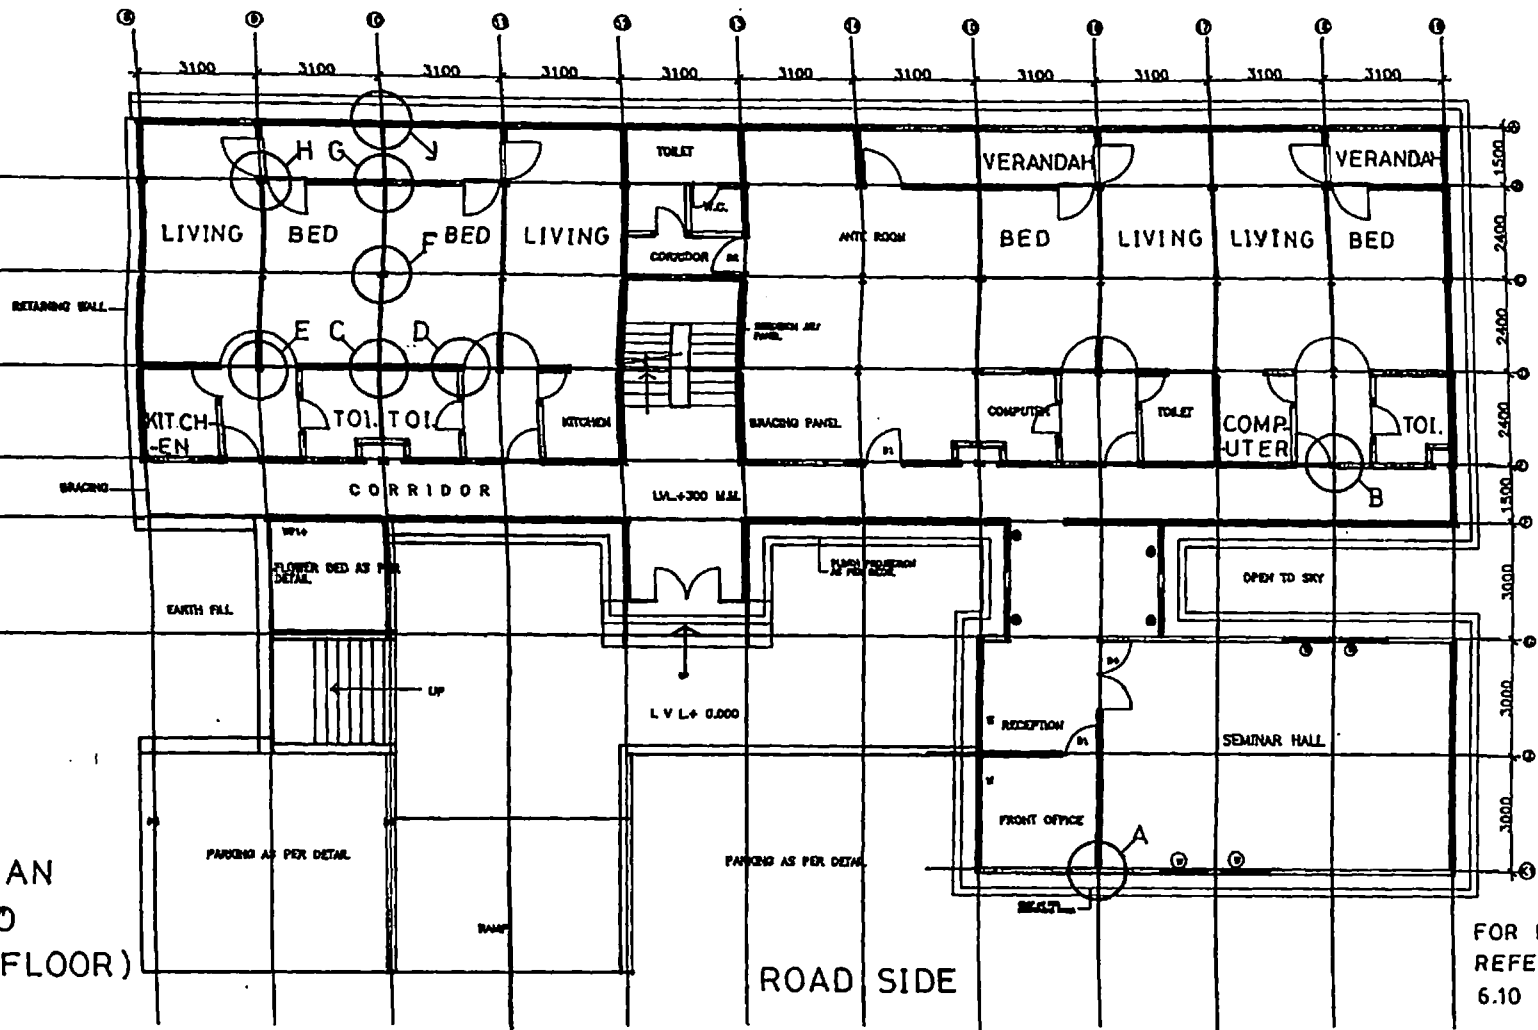 3100 3100 3100 3100 3100 3100 3100 3100 3100 3100 3100
H G
TOILET
VERANDAH
VERANDAH
1500
W.C.
LIVING BED F BED LIVING
CORRIDOR
ANTE ROOM
BED LIVING LIVING BED
2400
RETAINING WALL
E C D
PANEL
2400
KITCH-
-EN
TOI. TOI.
KITCHEN
BRACING PANEL
COMPUTER
TOILET
COMP-
-UTER
TOI.
2400
BRACING
CORRIDOR
LVL.+300 M.M.
B
1500
FLOWER BED AS PER
DETAIL
EARTH FILL
AS PER
OPEN TO SKY
3000
UP
L V L.+ 0.000
RECEPTION
SEMINAR HALL
3000
FRONT OFFICE
A
3000
PARKING AS PER DETAIL
PARKING AS PER DETAIL
RAMP
AN
FLOOR)
ROAD SIDE
FOR
REFE
6.10